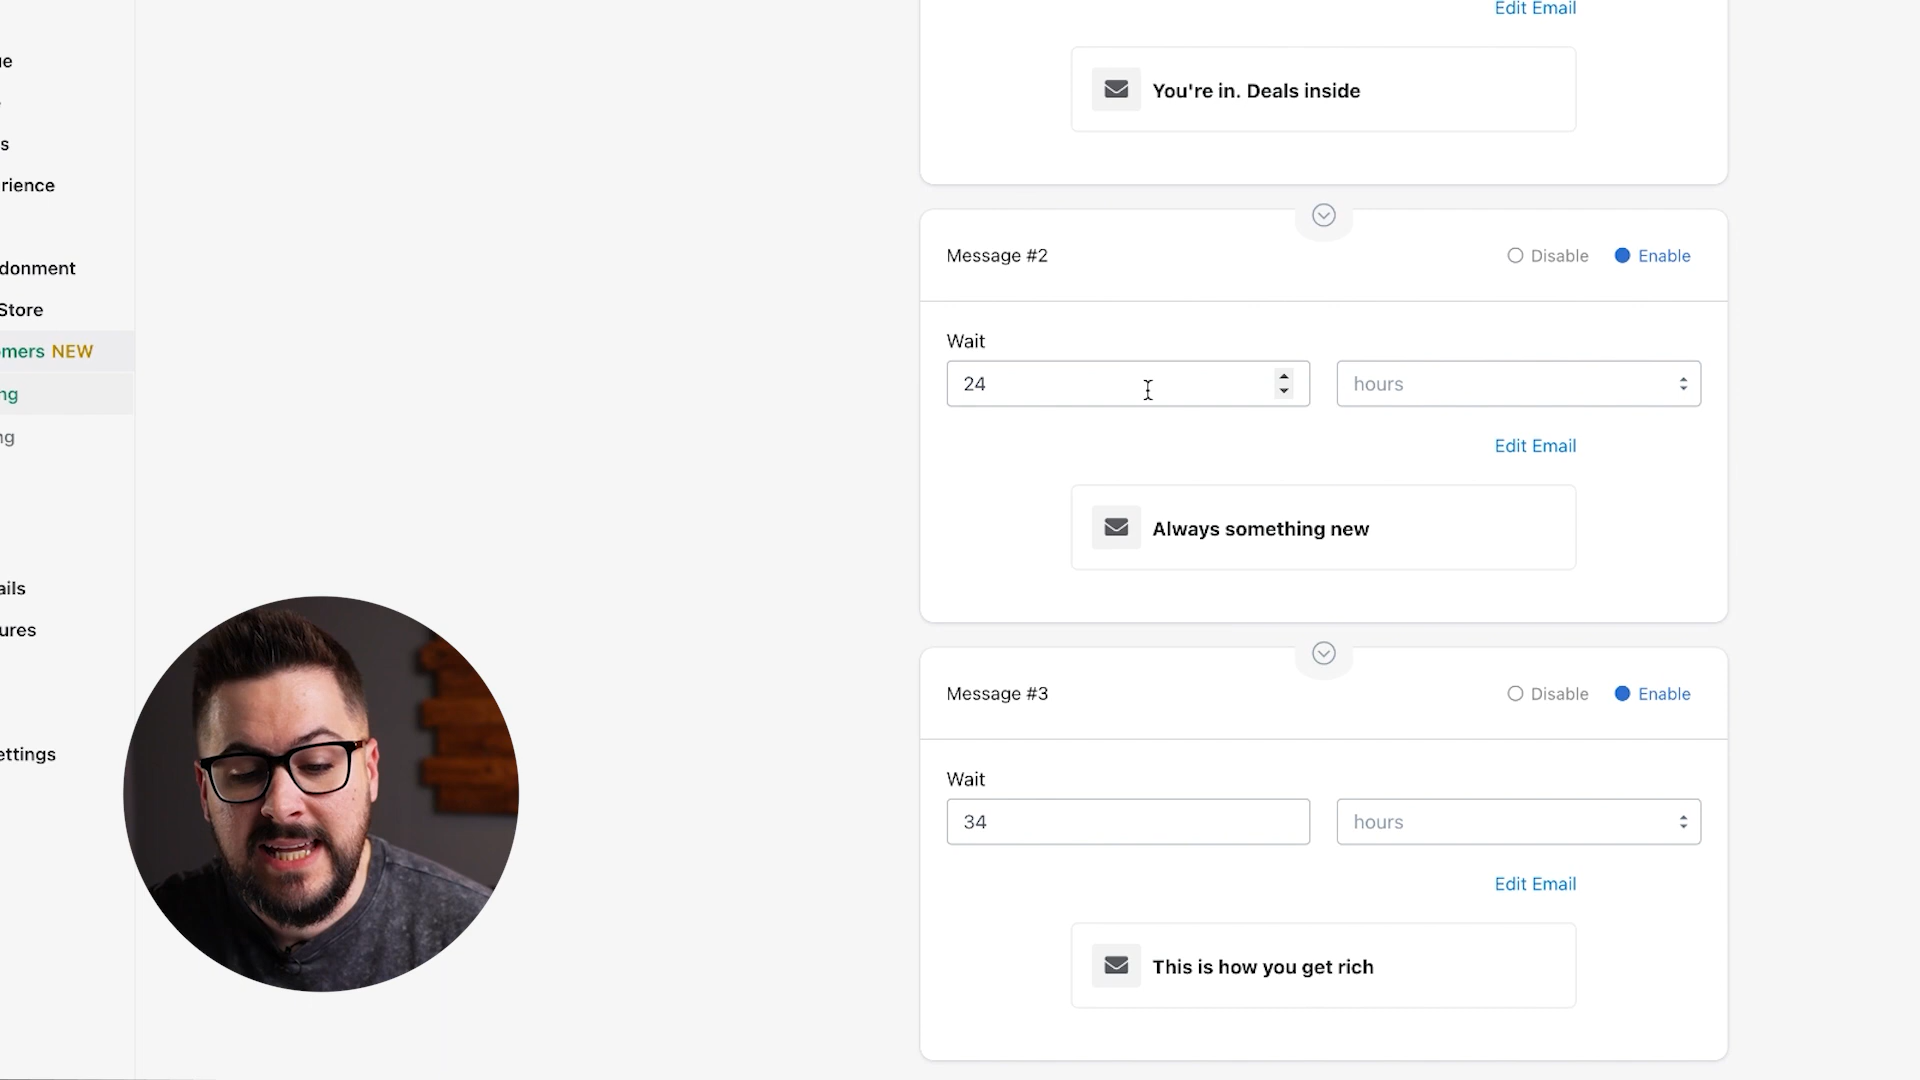 Edit Email
You're in. Deals inside
ue
s
rience
donment
Store
mers NEW
ng
ng
ails
ures
ettings
Message #2
Disable
Enable
Wait
24
hours
Edit Email
Always something new
Message #3
Disable
Enable
Wait
34
hours
Edit Email
This is how you get rich